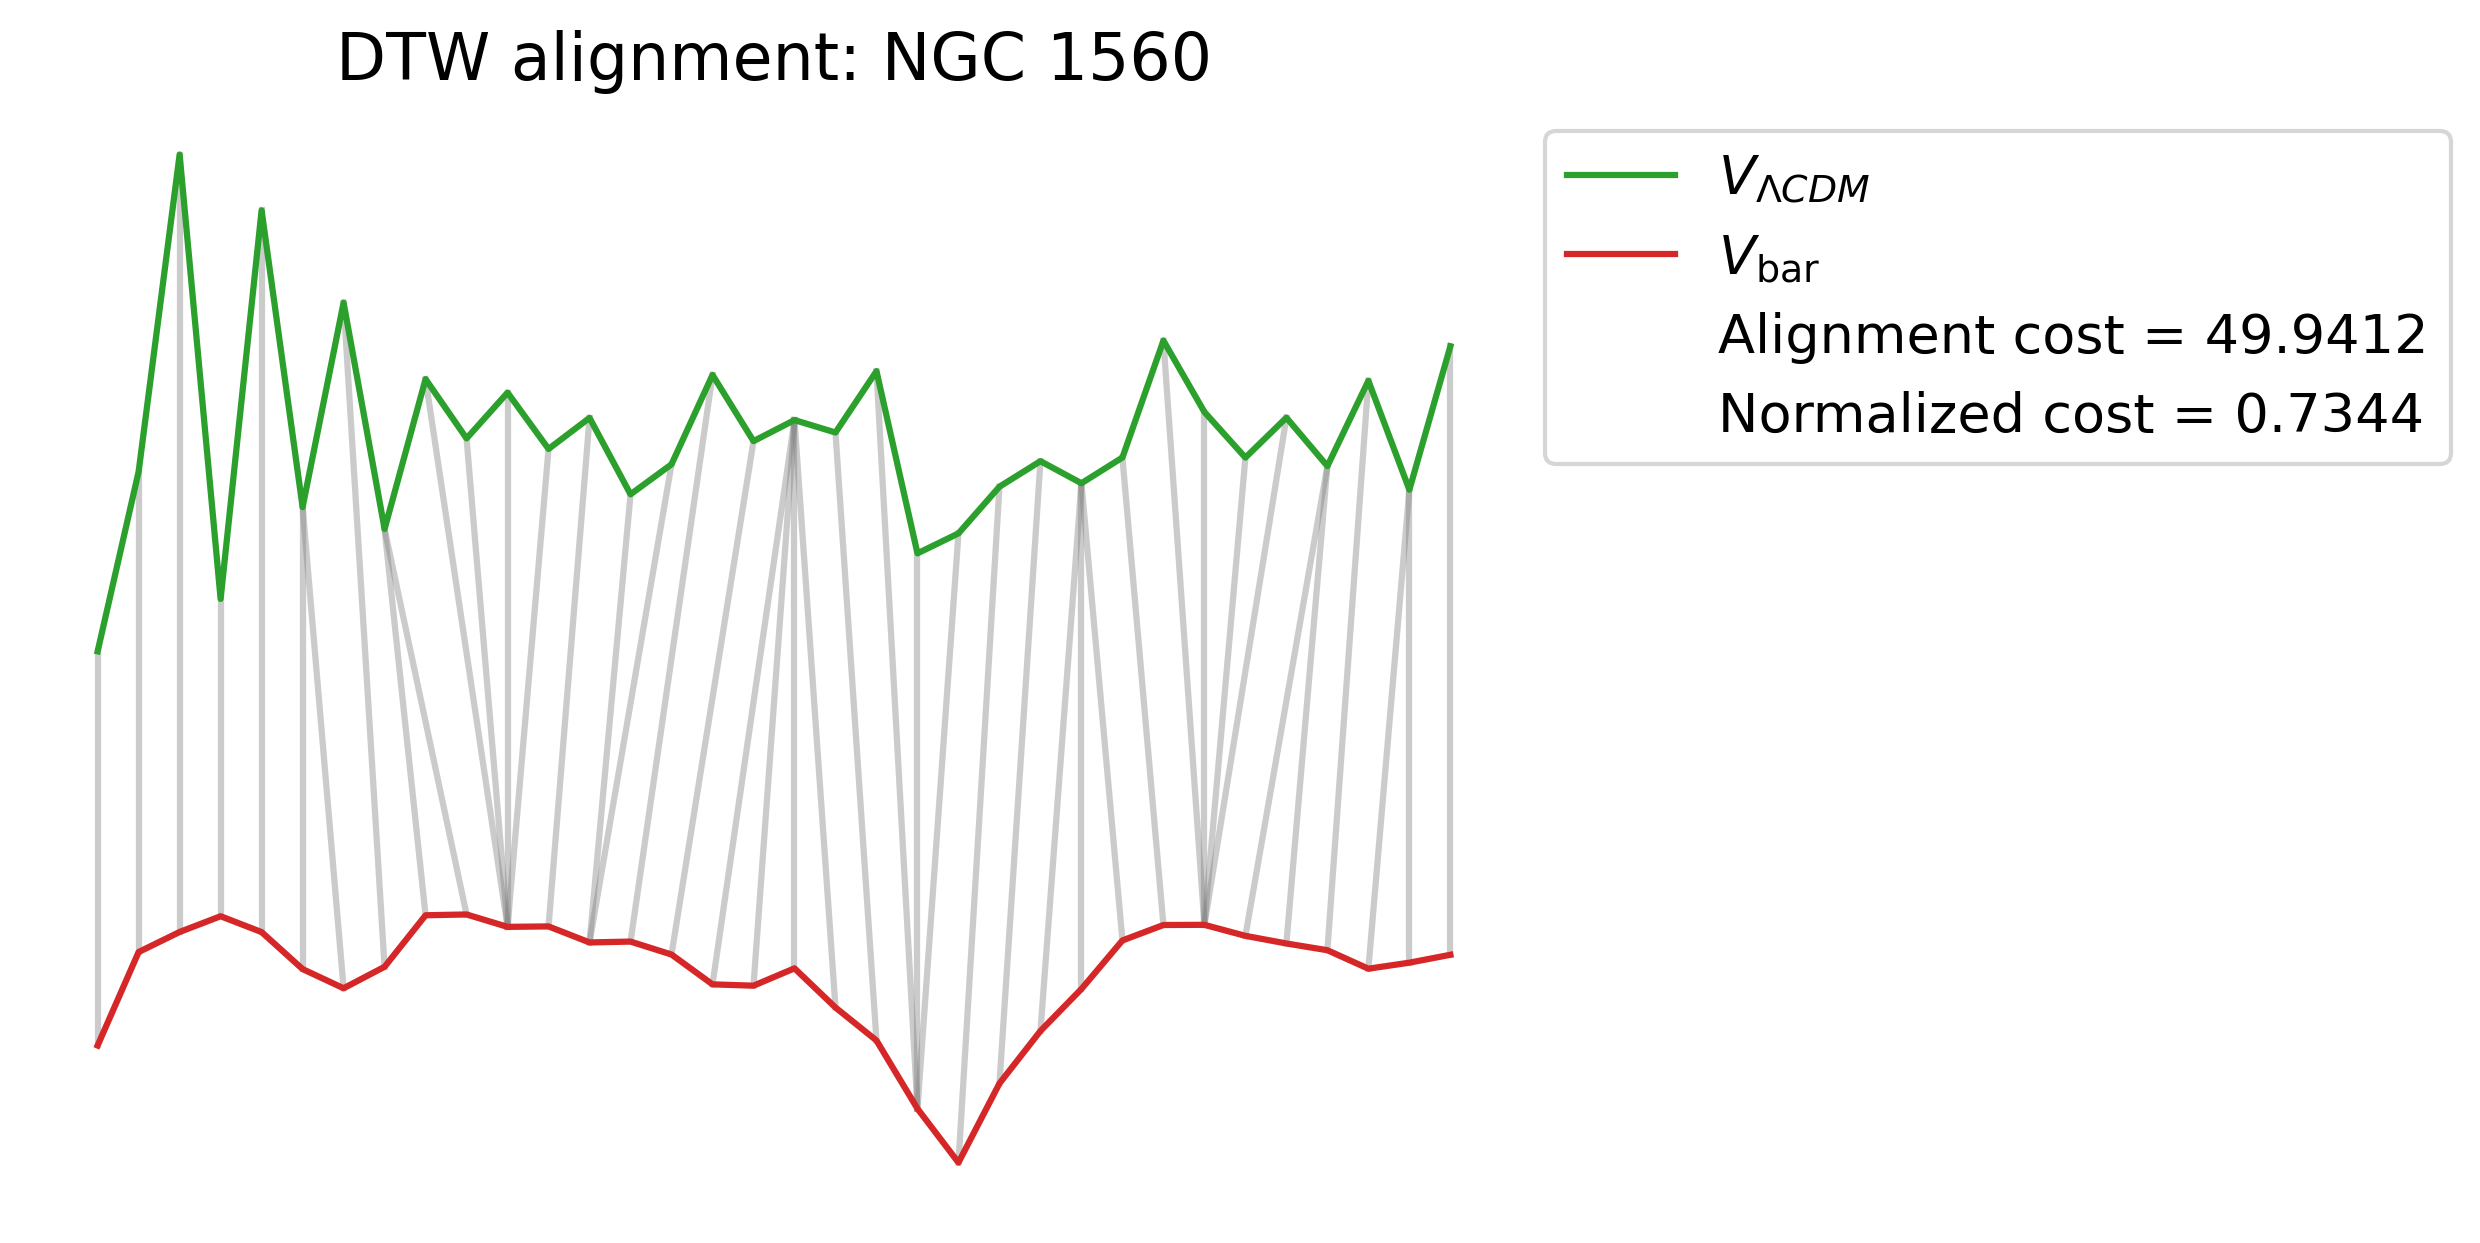 DTW alignment: NGC 1560
V_ΛCDM
V_bar
Alignment cost = 49.9412
Normalized cost = 0.7344